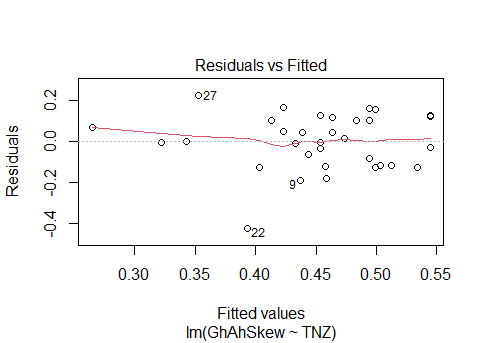 Residuals vs Fitted
Residuals
0.2
0.0
-0.2
-0.4
27
9
22
0.30 0.35 0.40 0.45 0.50 0.55
Fitted values
lm(GhAhSkew ~ TNZ)